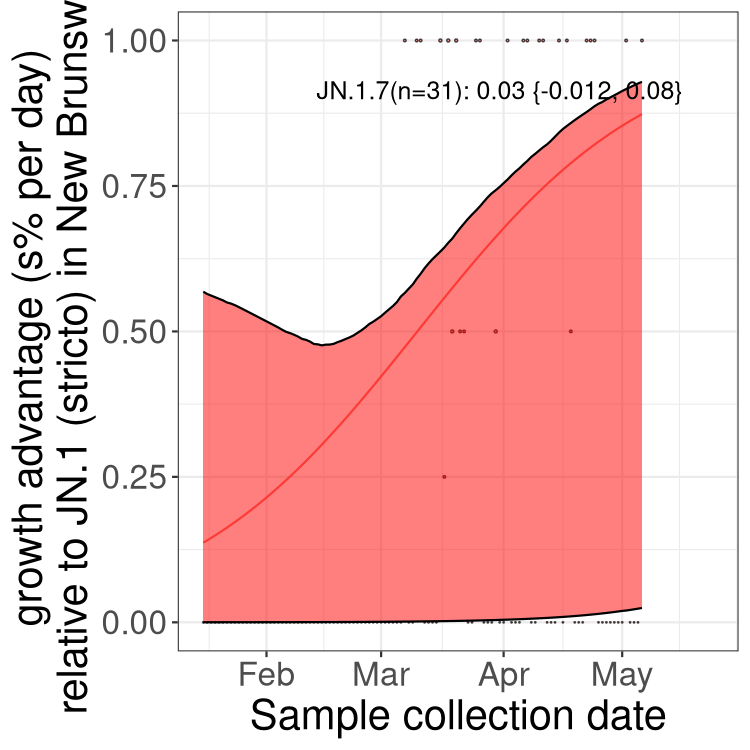 growth advantage (s% per day)
relative to JN.1 (stricto) in New Brunsw
1.00
0.75
0.50
0.25
0.00
JN.1.7(n=31): 0.03 {-0.012, 0.08}
Feb Mar Apr May
Sample collection date